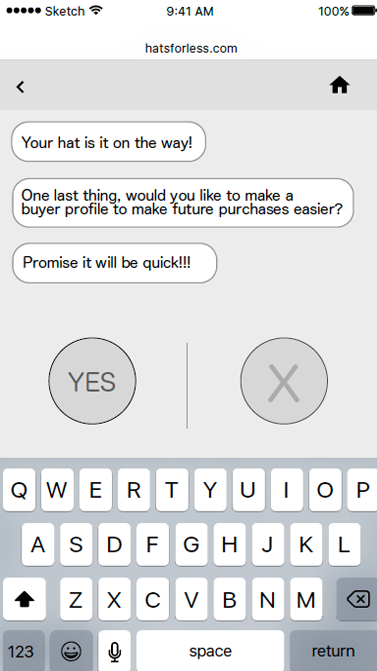 Sketch 9:41 AM 100%
hatsforless.com
Your hat is it on the way!
One last thing, would you like to make a
buyer profile to make future purchases easier?
Promise it will be quick!!!
YES X
Q W E R T Y U I O P
A S D F G H J K L
Z X C V B N M
123 space return